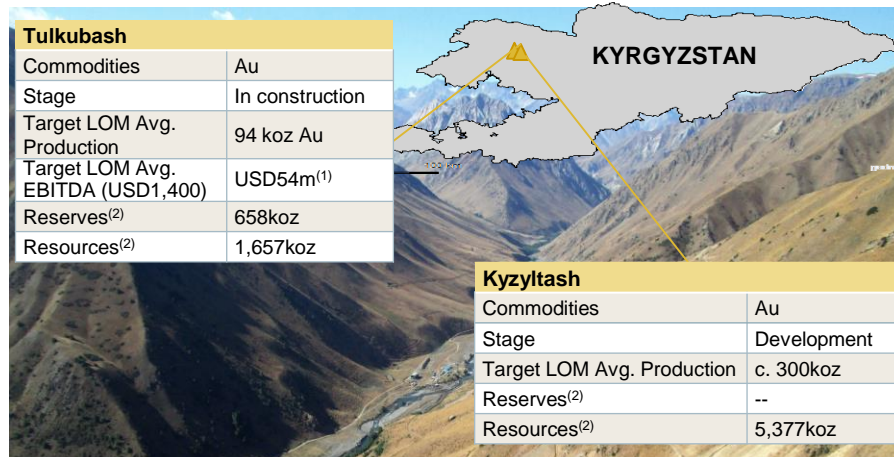 Tulkubash
Commodities Au
Stage In construction
Target LOM Avg.
Production 94 koz Au
Target LOM Avg.
EBITDA (USD1,400) USD54m(1)
Reserves(2) 658koz
Resources(2) 1,657koz
KYRGYZSTAN
Kyzyltash
Commodities Au
Stage Development
Target LOM Avg. Production c. 300koz
Reserves(2) --
Resources(2) 5,377koz